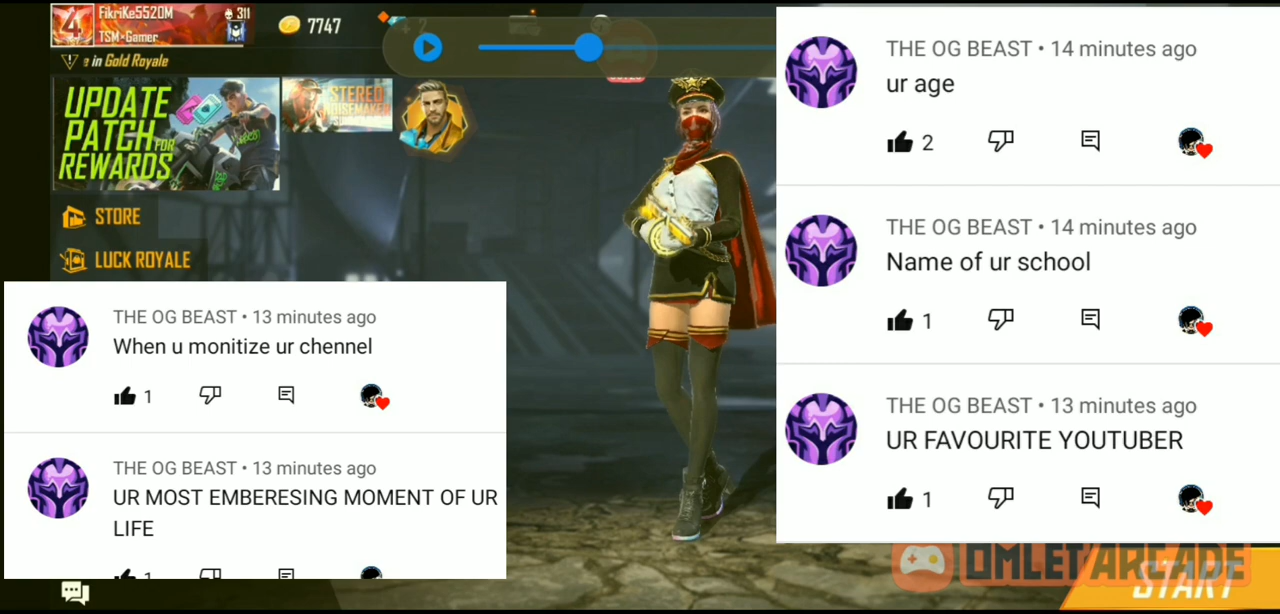 FikriKe5520M
311
TSM×Gamer
7747
e in Gold Royale
UPDATE
PATCH FOR
REWARDS
STEREO
NOISEMAKER
STORE
LUCK ROYALE
THE OG BEAST • 13 minutes ago
When u monitize ur chennel
1
THE OG BEAST • 13 minutes ago
UR MOST EMBERESING MOMENT OF UR
LIFE
1
THE OG BEAST • 14 minutes ago
ur age
2
THE OG BEAST • 14 minutes ago
Name of ur school
1
THE OG BEAST • 13 minutes ago
UR FAVOURITE YOUTUBER
1
OMLET ARCADE
START